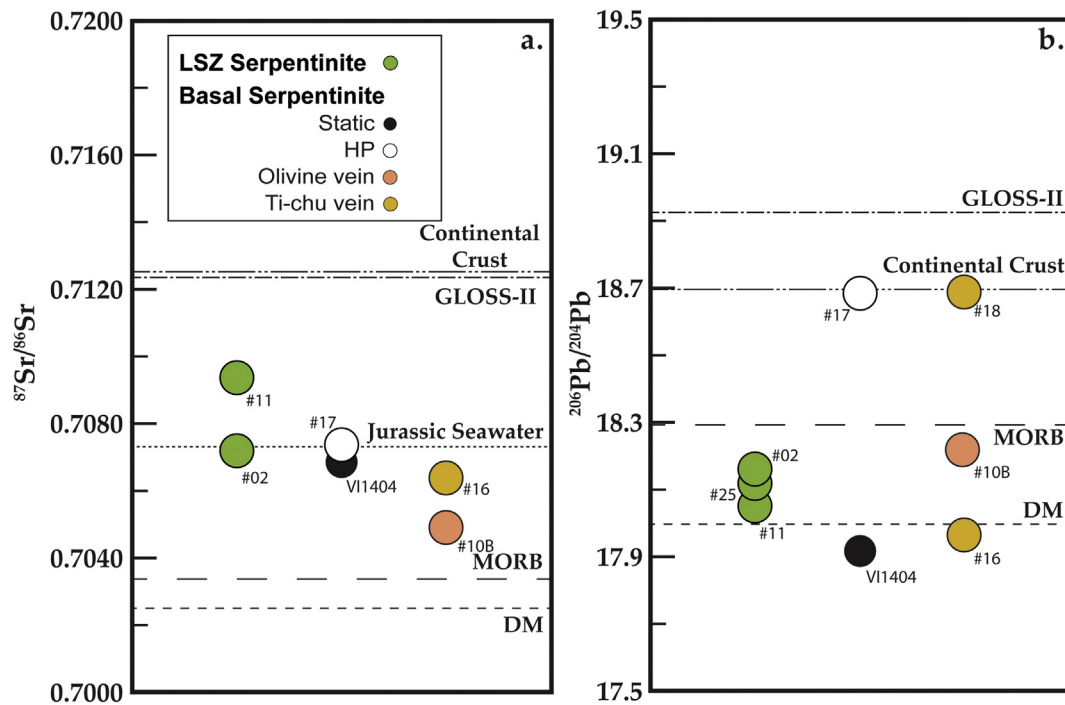 0.7200
0.7160
0.7120
0.7080
0.7040
0.7000
⁸⁷Sr/⁸⁶Sr
a.
LSZ Serpentinite
Basal Serpentinite
Static
HP
Olivine vein
Ti-chu vein
Continental
Crust
GLOSS-II
#11
#17
Jurassic Seawater
#02
VI1404
#16
#10B
MORB
DM
19.5
19.1
18.7
18.3
17.9
17.5
²⁰⁶Pb/²⁰⁴Pb
b.
GLOSS-II
Continental Crust
#17
#18
MORB
#02
#10B
#25
DM
#11
#16
VI1404